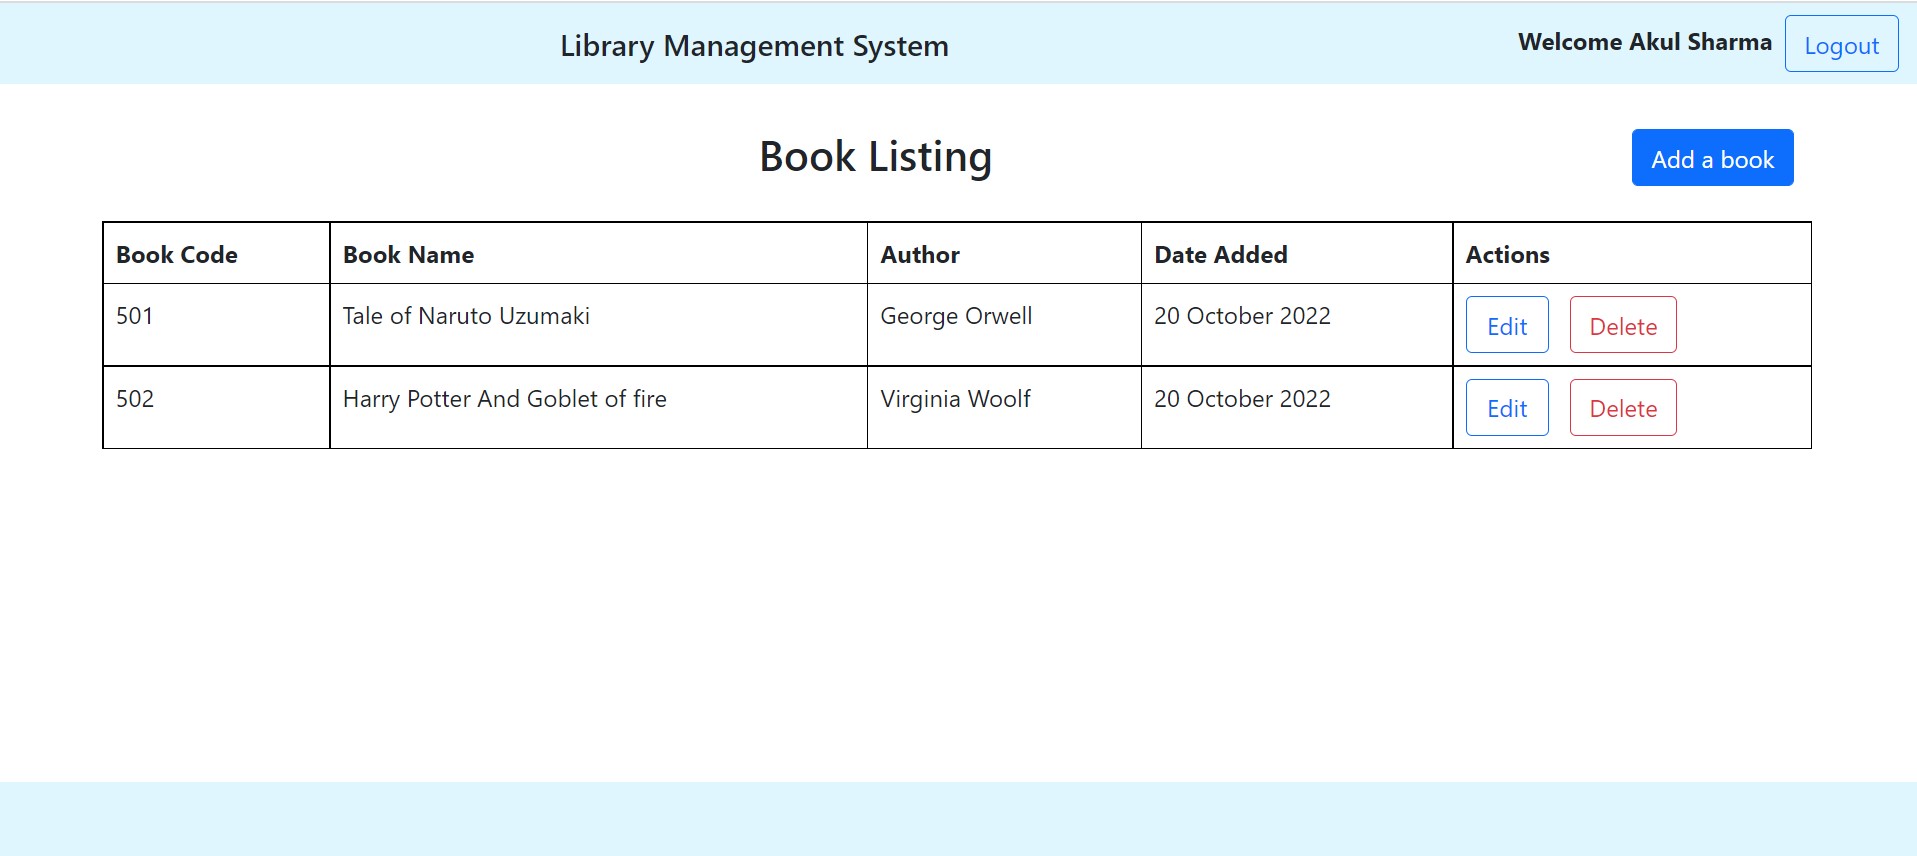 Library Management System Welcome Akul Sharma Logout
Book Listing Add a book
Book Code Book Name Author Date Added Actions
501 Tale of Naruto Uzumaki George Orwell 20 October 2022 Edit Delete
502 Harry Potter And Goblet of fire Virginia Woolf 20 October 2022 Edit Delete